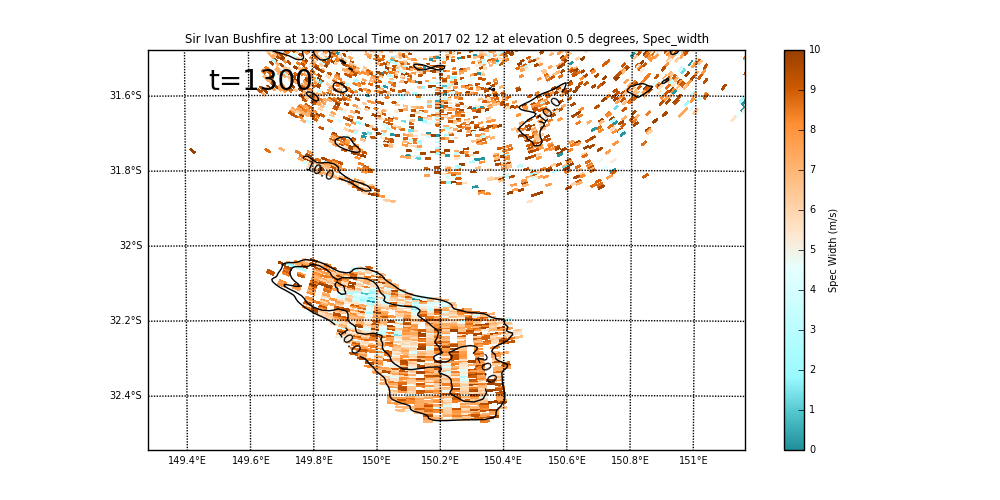 Sir Ivan Bushfire at 13:00 Local Time on 2017 02 12 at elevation 0.5 degrees, Spec_width
t=1300
31.6°S
31.8°S
32°S
32.2°S
32.4°S
10.0
10.0
10.0
20.0
149.4°E 149.6°E 149.8°E 150°E 150.2°E 150.4°E 150.6°E 150.8°E 151°E
10
9
8
7
6
5
4
3
2
1
0
Spec Width (m/s)